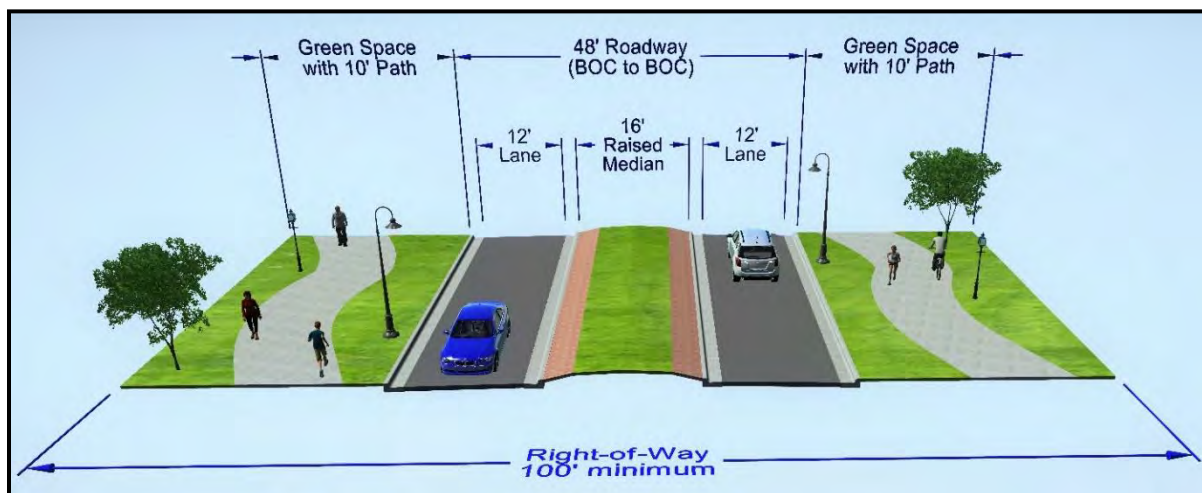 Green Space
with 10' Path
48' Roadway
(BOC to BOC)
Green Space
with 10' Path
12'
Lane
16'
Raised
Median
12'
Lane
Right-of-Way
100' minimum